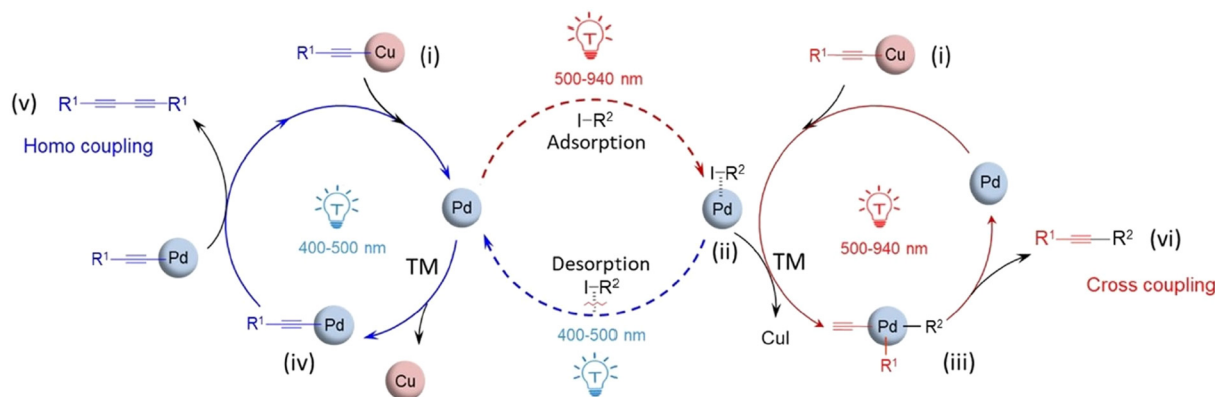 R¹
Cu
(i)
T
500-940 nm
I–R²
Adsorption
R¹
Cu
(i)
(v)
R¹
R¹
Homo coupling
T
400-500 nm
Pd
I–R²
Pd
(ii)
T
500-940 nm
Pd
R¹
R²
(vi)
Cross coupling
R¹
Pd
TM
Desorption
I–R²
400-500 nm
T
TM
R¹
Pd
(iv)
Cu
CuI
Pd
R²
R¹
(iii)